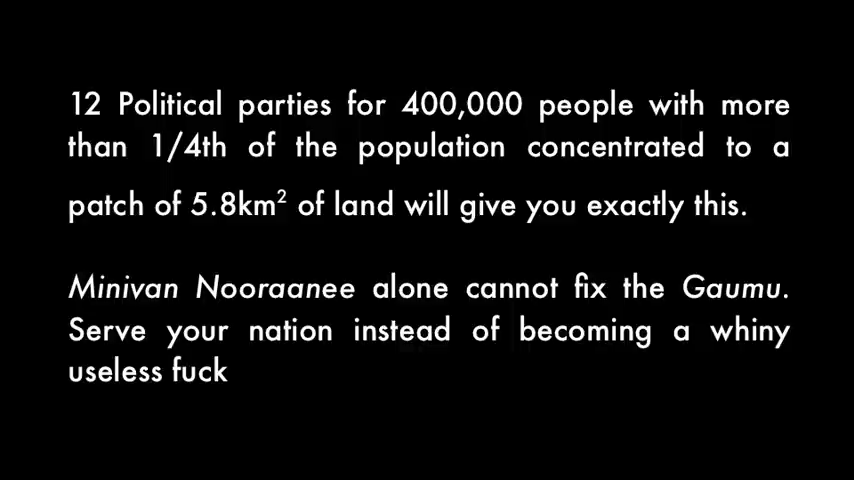 12 Political parties for 400,000 people with more
than 1/4th of the population concentrated to a
patch of 5.8km² of land will give you exactly this.
Minivan Nooraanee alone cannot fix the Gaumu.
Serve your nation instead of becoming a whiny
useless fuck